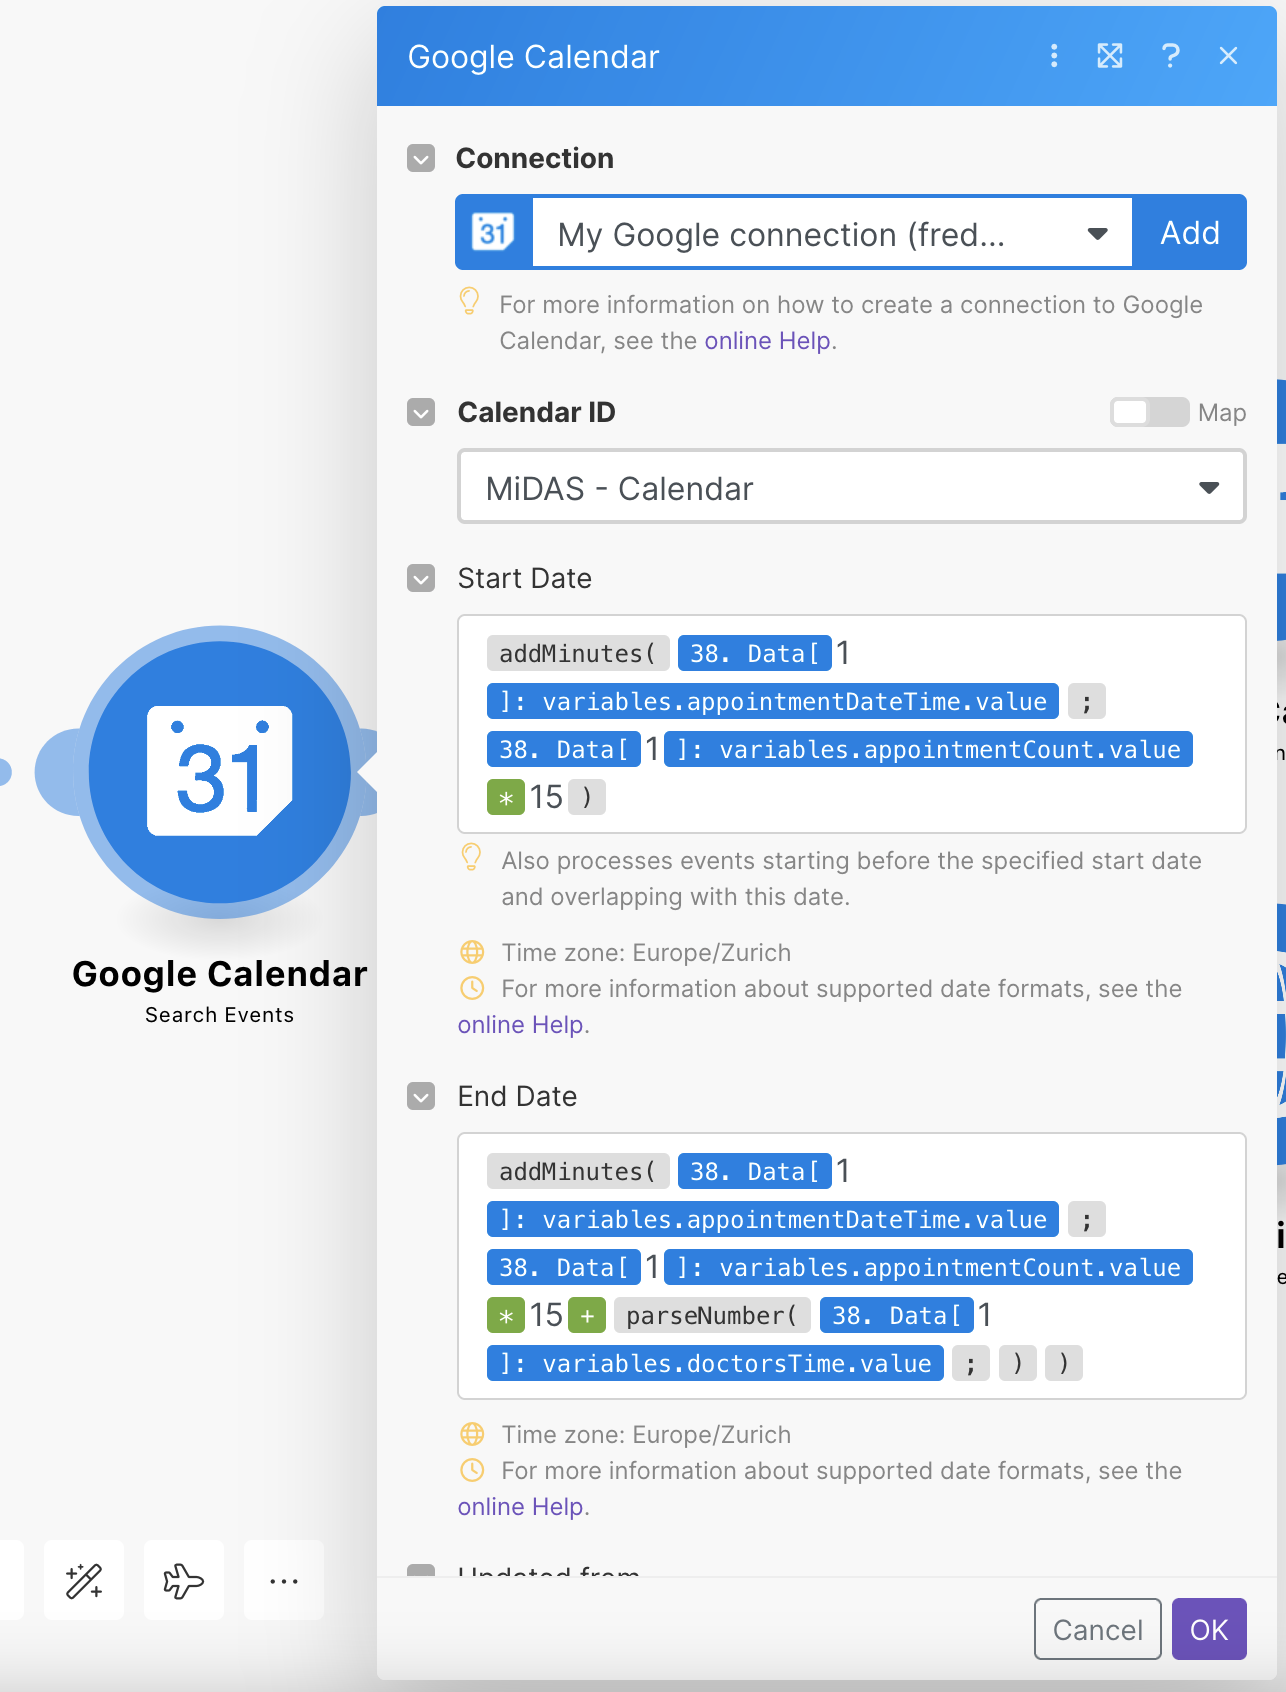 Google Calendar
?
Connection
31
My Google connection (fred...
Add
For more information on how to create a connection to Google
Calendar, see the online Help.
Calendar ID
Map
MiDAS - Calendar
Start Date
addMinutes( 38. Data[ 1
]: variables.appointmentDateTime.value ;
38. Data[ 1 ]: variables.appointmentCount.value
* 15 )
Also processes events starting before the specified start date
and overlapping with this date.
Time zone: Europe/Zurich
For more information about supported date formats, see the
online Help.
End Date
addMinutes( 38. Data[ 1
]: variables.appointmentDateTime.value ;
38. Data[ 1 ]: variables.appointmentCount.value
* 15 + parseNumber( 38. Data[ 1
]: variables.doctorsTime.value ; ) )
Time zone: Europe/Zurich
For more information about supported date formats, see the
online Help.
Updated from
Cancel
OK
31
Google Calendar
Search Events